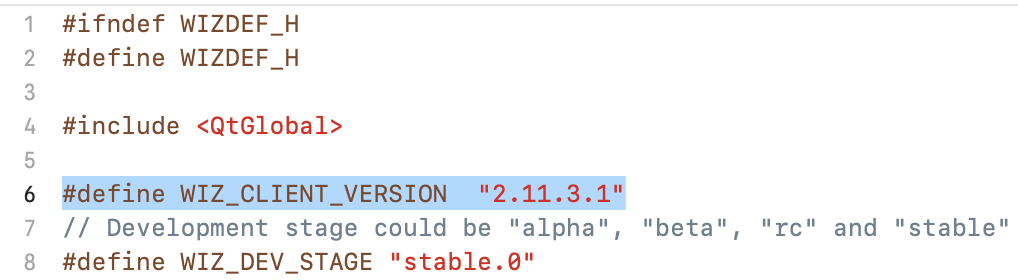 1 #ifndef WIZDEF_H
2 #define WIZDEF_H
3
4 #include <QtGlobal>
5
6 #define WIZ_CLIENT_VERSION  "2.11.3.1"
7 // Development stage could be "alpha", "beta", "rc" and "stable"
8 #define WIZ_DEV_STAGE "stable.0"